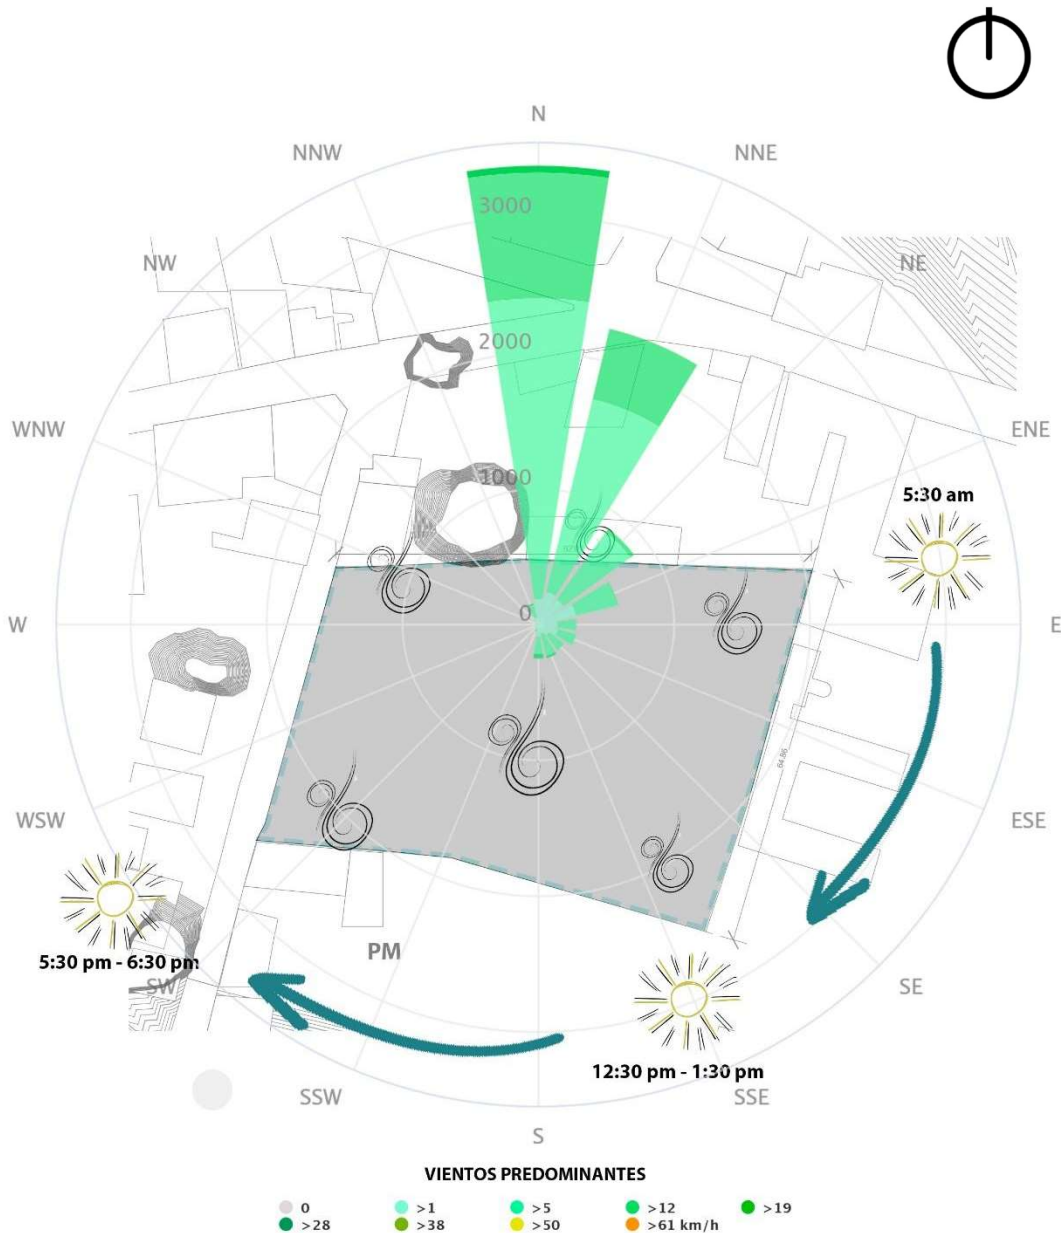 N
NNW
NNE
3000
NW
NE
2000
WNW
ENE
1000
5:30 am
0
W
E
64.86
WSW
ESE
PM
5:30 pm - 6:30 pm
SW
SE
12:30 pm - 1:30 pm
SSW
SSE
S
VIENTOS PREDOMINANTES
0 >1 >5 >12 >19
>28 >38 >50 >61 km/h